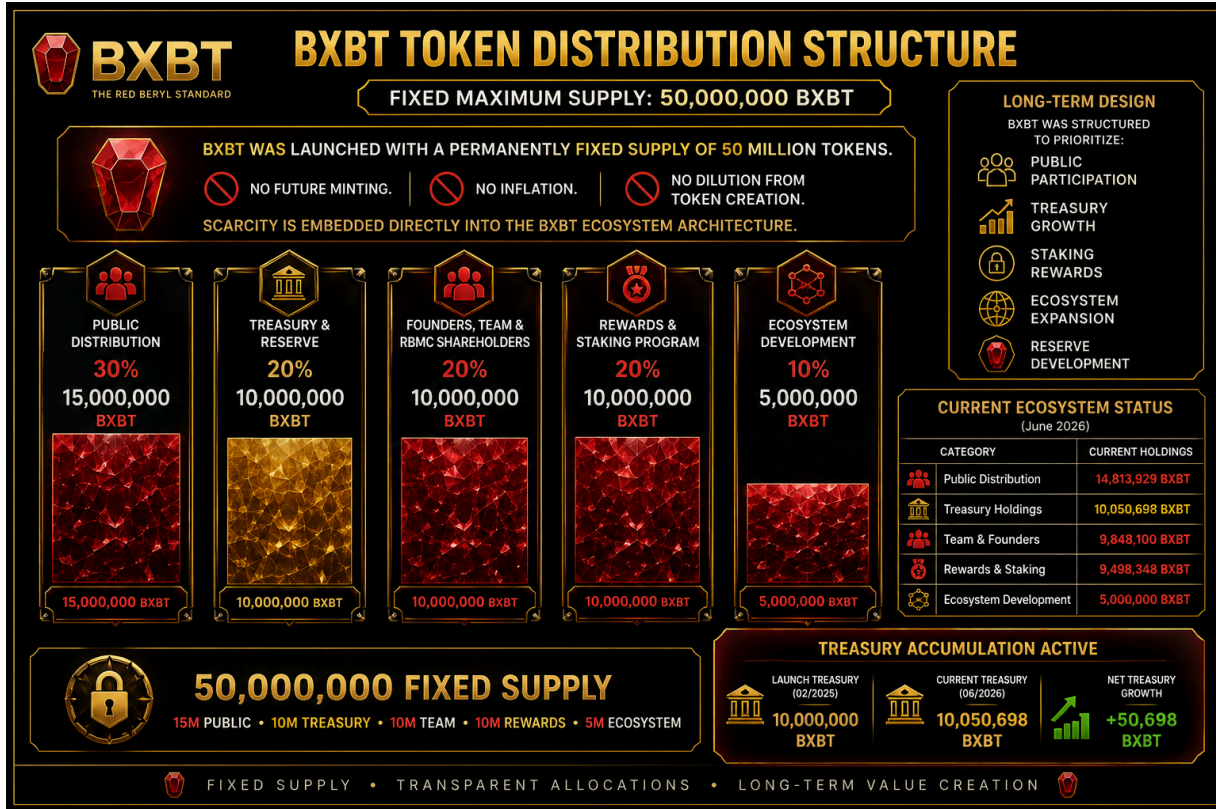 BXBT
THE RED BERYL STANDARD
BXBT TOKEN DISTRIBUTION STRUCTURE
FIXED MAXIMUM SUPPLY: 50,000,000 BXBT
BXBT WAS LAUNCHED WITH A PERMANENTLY FIXED SUPPLY OF 50 MILLION TOKENS.
NO FUTURE MINTING.
NO INFLATION.
NO DILUTION FROM
TOKEN CREATION.
SCARCITY IS EMBEDDED DIRECTLY INTO THE BXBT ECOSYSTEM ARCHITECTURE.
LONG-TERM DESIGN
BXBT WAS STRUCTURED
TO PRIORITIZE:
PUBLIC
PARTICIPATION
TREASURY
GROWTH
STAKING
REWARDS
ECOSYSTEM
EXPANSION
RESERVE
DEVELOPMENT
PUBLIC
DISTRIBUTION
30%
15,000,000
BXBT
15,000,000 BXBT
TREASURY &
RESERVE
20%
10,000,000
BXBT
10,000,000 BXBT
FOUNDERS, TEAM &
RBMC SHAREHOLDERS
20%
10,000,000
BXBT
10,000,000 BXBT
REWARDS &
STAKING PROGRAM
20%
10,000,000
BXBT
10,000,000 BXBT
ECOSYSTEM
DEVELOPMENT
10%
5,000,000
BXBT
5,000,000 BXBT
CURRENT ECOSYSTEM STATUS
(June 2026)
CATEGORY CURRENT HOLDINGS
Public Distribution 14,813,929 BXBT
Treasury Holdings 10,050,698 BXBT
Team & Founders 9,848,100 BXBT
Rewards & Staking 9,498,348 BXBT
Ecosystem Development 5,000,000 BXBT
50,000,000 FIXED SUPPLY
15M PUBLIC • 10M TREASURY • 10M TEAM • 10M REWARDS • 5M ECOSYSTEM
TREASURY ACCUMULATION ACTIVE
LAUNCH TREASURY
(02/2025)
10,000,000
BXBT
CURRENT TREASURY
(06/2026)
10,050,698
BXBT
NET TREASURY
GROWTH
+50,698
BXBT
FIXED SUPPLY • TRANSPARENT ALLOCATIONS • LONG-TERM VALUE CREATION